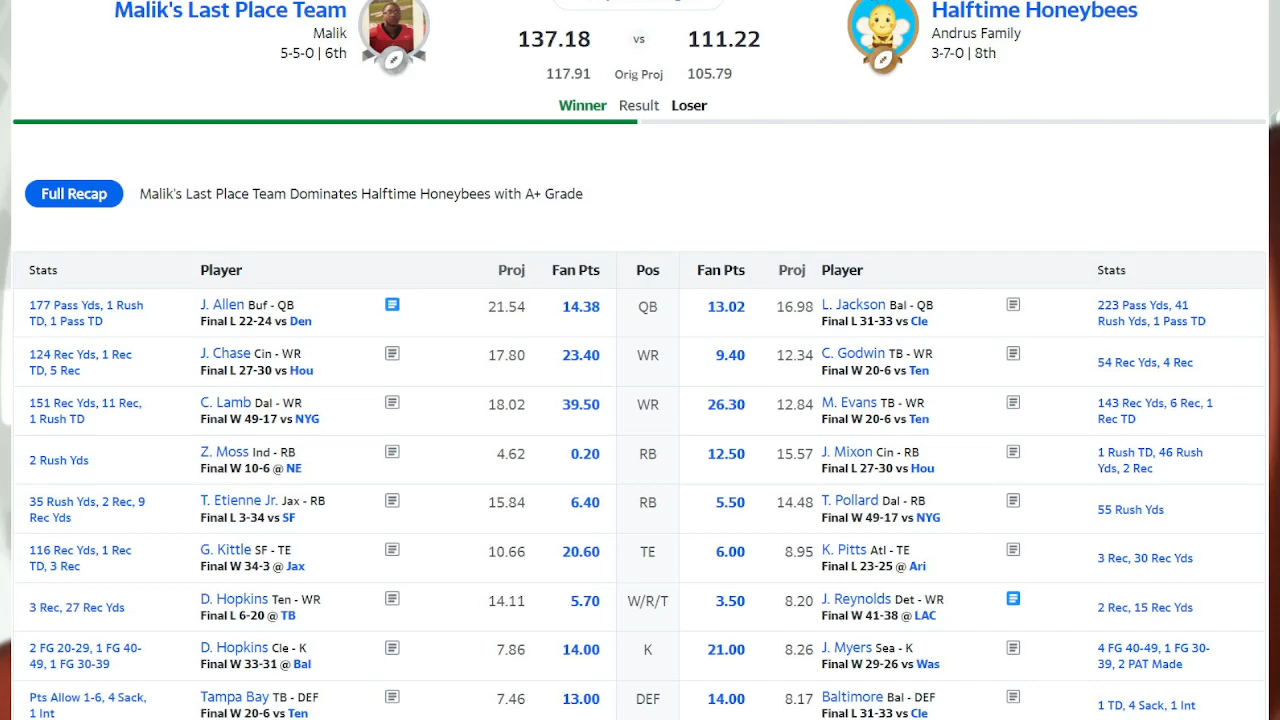 Malik's Last Place Team
Malik
5-5-0 | 6th
137.18 vs 111.22
117.91 Orig Proj 105.79
Winner Result Loser
Halftime Honeybees
Andrus Family
3-7-0 | 8th
Full Recap Malik's Last Place Team Dominates Halftime Honeybees with A+ Grade
Stats Player Proj Fan Pts Pos Fan Pts Proj Player Stats
177 Pass Yds, 1 Rush J. Allen Buf - QB 21.54 14.38 QB 13.02 16.98 L. Jackson Bal - QB 223 Pass Yds, 41
TD, 1 Pass TD Final L 22-24 vs Den Final L 31-33 vs Cle Rush Yds, 1 Pass TD
124 Rec Yds, 1 Rec J. Chase Cin - WR 17.80 23.40 WR 9.40 12.34 C. Godwin TB - WR 54 Rec Yds, 4 Rec
TD, 5 Rec Final L 27-30 vs Hou Final W 20-6 vs Ten
151 Rec Yds, 11 Rec, C. Lamb Dal - WR 18.02 39.50 WR 26.30 12.84 M. Evans TB - WR 143 Rec Yds, 6 Rec, 1
1 Rush TD Final W 49-17 vs NYG Final W 20-6 vs Ten Rec TD
2 Rush Yds Z. Moss Ind - RB 4.62 0.20 RB 12.50 15.57 J. Mixon Cin - RB 1 Rush TD, 46 Rush
Final W 10-6 @ NE Final L 27-30 vs Hou Yds, 2 Rec
35 Rush Yds, 2 Rec, 9 T. Etienne Jr. Jax - RB 15.84 6.40 RB 5.50 14.48 T. Pollard Dal - RB 55 Rush Yds
Rec Yds Final L 3-34 vs SF Final W 49-17 vs NYG
116 Rec Yds, 1 Rec G. Kittle SF - TE 10.66 20.60 TE 6.00 8.95 K. Pitts Atl - TE 3 Rec, 30 Rec Yds
TD, 3 Rec Final W 34-3 @ Jax Final L 23-25 @ Ari
3 Rec, 27 Rec Yds D. Hopkins Ten - WR 14.11 5.70 W/R/T 3.50 8.20 J. Reynolds Det - WR 2 Rec, 15 Rec Yds
Final L 6-20 @ TB Final W 41-38 @ LAC
2 FG 20-29, 1 FG 40- D. Hopkins Cle - K 7.86 14.00 K 21.00 8.26 J. Myers Sea - K 4 FG 40-49, 1 FG 30-
49, 1 FG 30-39 Final W 33-31 @ Bal Final W 29-26 vs Was 39, 2 PAT Made
Pts Allow 1-6, 4 Sack, Tampa Bay TB - DEF 7.46 13.00 DEF 14.00 8.17 Baltimore Bal - DEF 1 TD, 4 Sack, 1 Int
1 Int Final W 20-6 vs Ten Final L 31-33 vs Cle